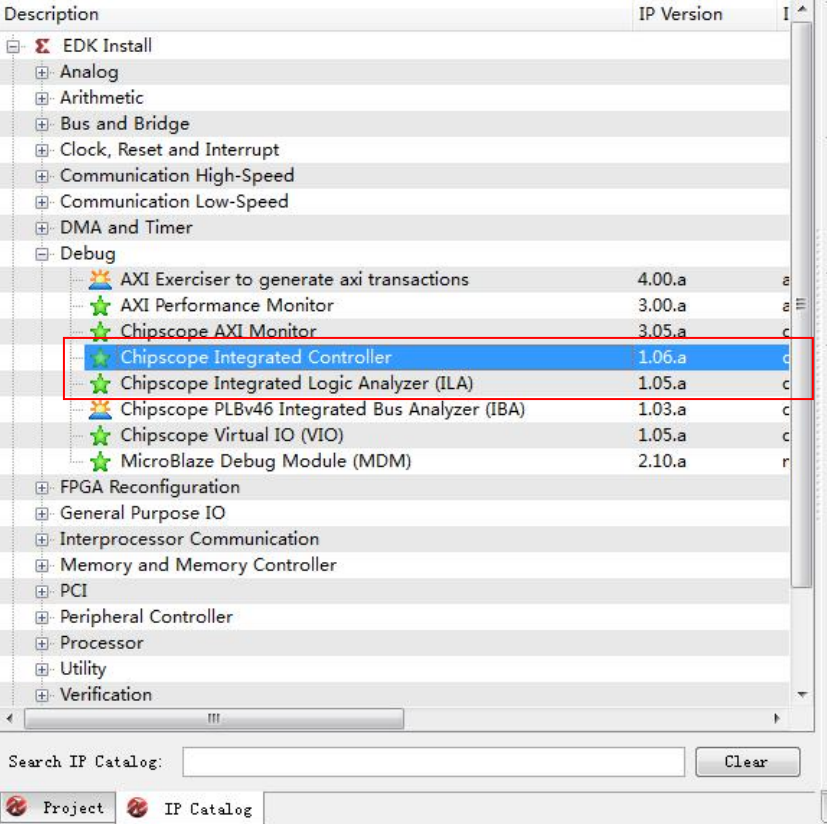 Description IP Version I
EDK Install
Analog
Arithmetic
Bus and Bridge
Clock, Reset and Interrupt
Communication High-Speed
Communication Low-Speed
DMA and Timer
Debug
AXI Exerciser to generate axi transactions 4.00.a a
AXI Performance Monitor 3.00.a a
Chipscope AXI Monitor 3.05.a c
Chipscope Integrated Controller 1.06.a c
Chipscope Integrated Logic Analyzer (ILA) 1.05.a c
Chipscope PLBv46 Integrated Bus Analyzer (IBA) 1.03.a c
Chipscope Virtual IO (VIO) 1.05.a c
MicroBlaze Debug Module (MDM) 2.10.a
FPGA Reconfiguration
General Purpose IO
Interprocessor Communication
Memory and Memory Controller
PCI
Peripheral Controller
Processor
Utility
Verification
Search IP Catalog: Clear
Project IP Catalog